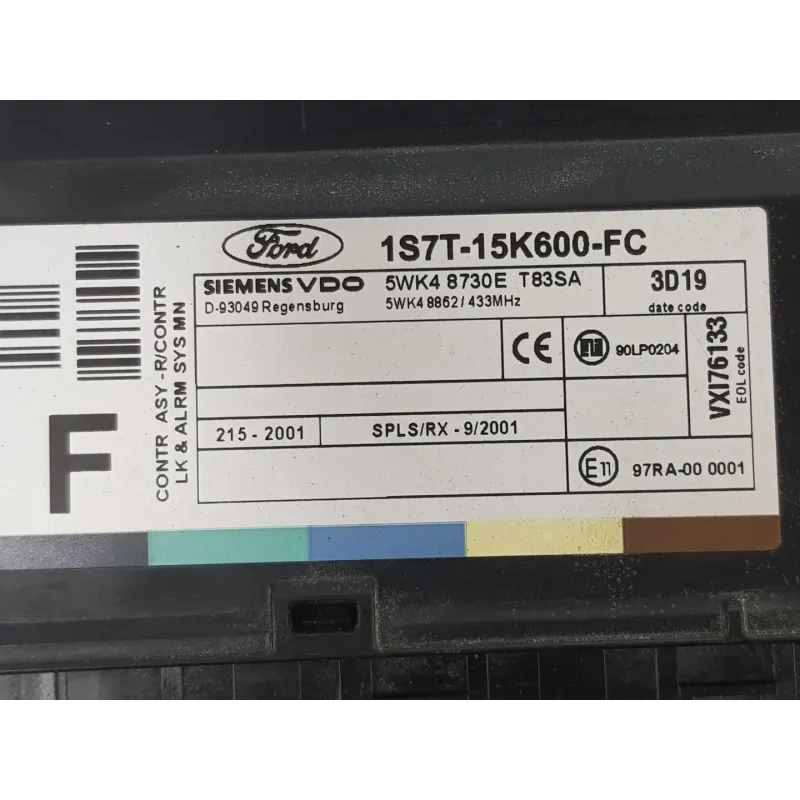 Ford 1S7T-15K600-FC
SIEMENS VDO 5WK4 8730E T83SA 3D19
D-93049 Regensburg 5WK4 8862 / 433MHz date code
CE ni 90LP0204
VXI76133
EOL code
215 - 2001 SPLS/RX - 9/2001
E11 97RA-00 0001
CONTR ASY -R/CONTR
LK & ALRM SYS MN
F